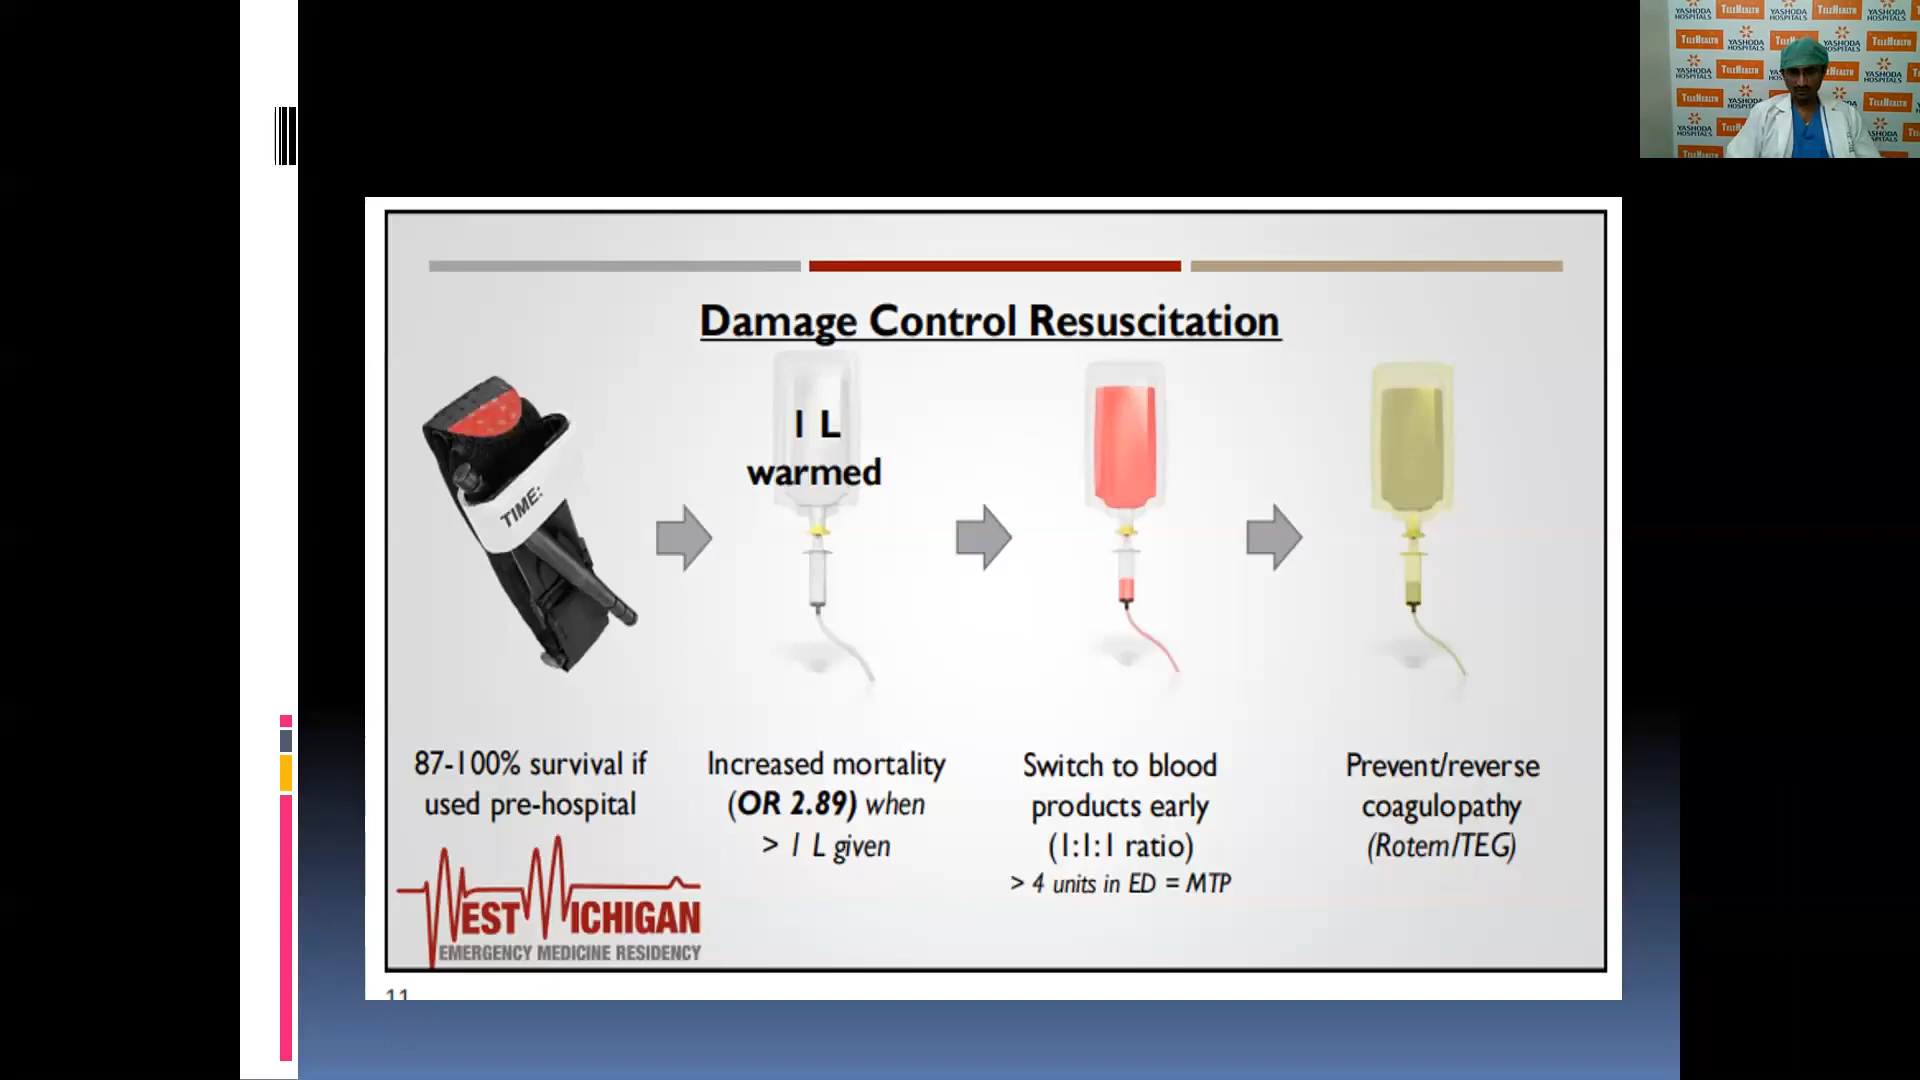 Damage Control Resuscitation
TIME:
1 L
warmed
87-100% survival if
used pre-hospital
Increased mortality
(OR 2.89) when
> 1 L given
Switch to blood
products early
(1:1:1 ratio)
> 4 units in ED = MTP
Prevent/reverse
coagulopathy
(Rotem/TEG)
WEST MICHIGAN
EMERGENCY MEDICINE RESIDENCY
11
YASHODA HOSPITALS
TELEHEALTH